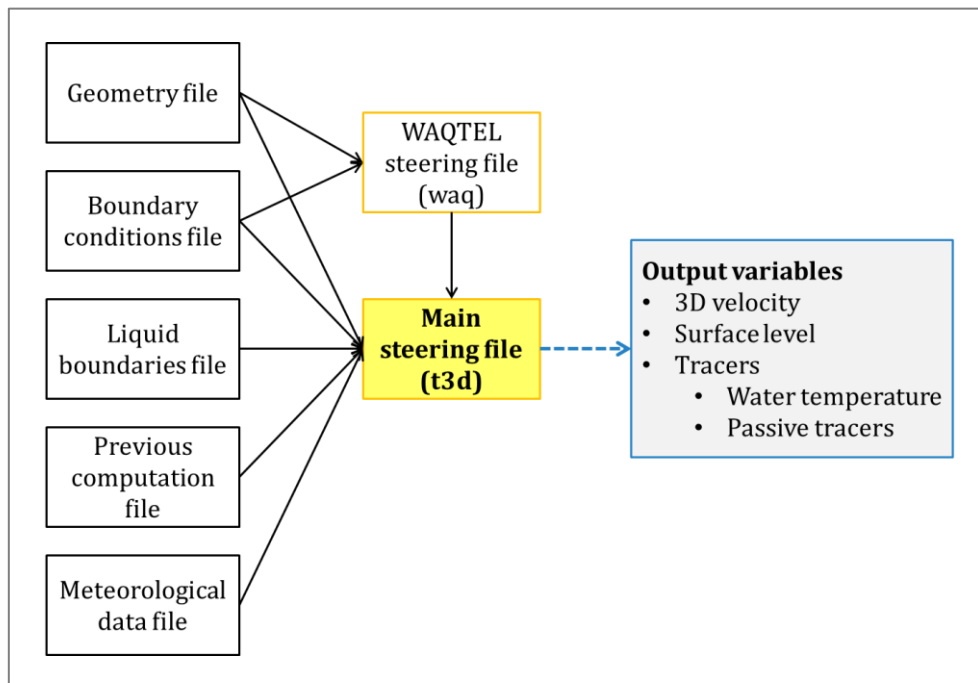 Geometry file
Boundary
conditions file
Liquid
boundaries file
Previous
computation
file
Meteorological
data file
WAQTEL
steering file
(waq)
Main
steering file
(t3d)
Output variables
• 3D velocity
• Surface level
• Tracers
• Water temperature
• Passive tracers